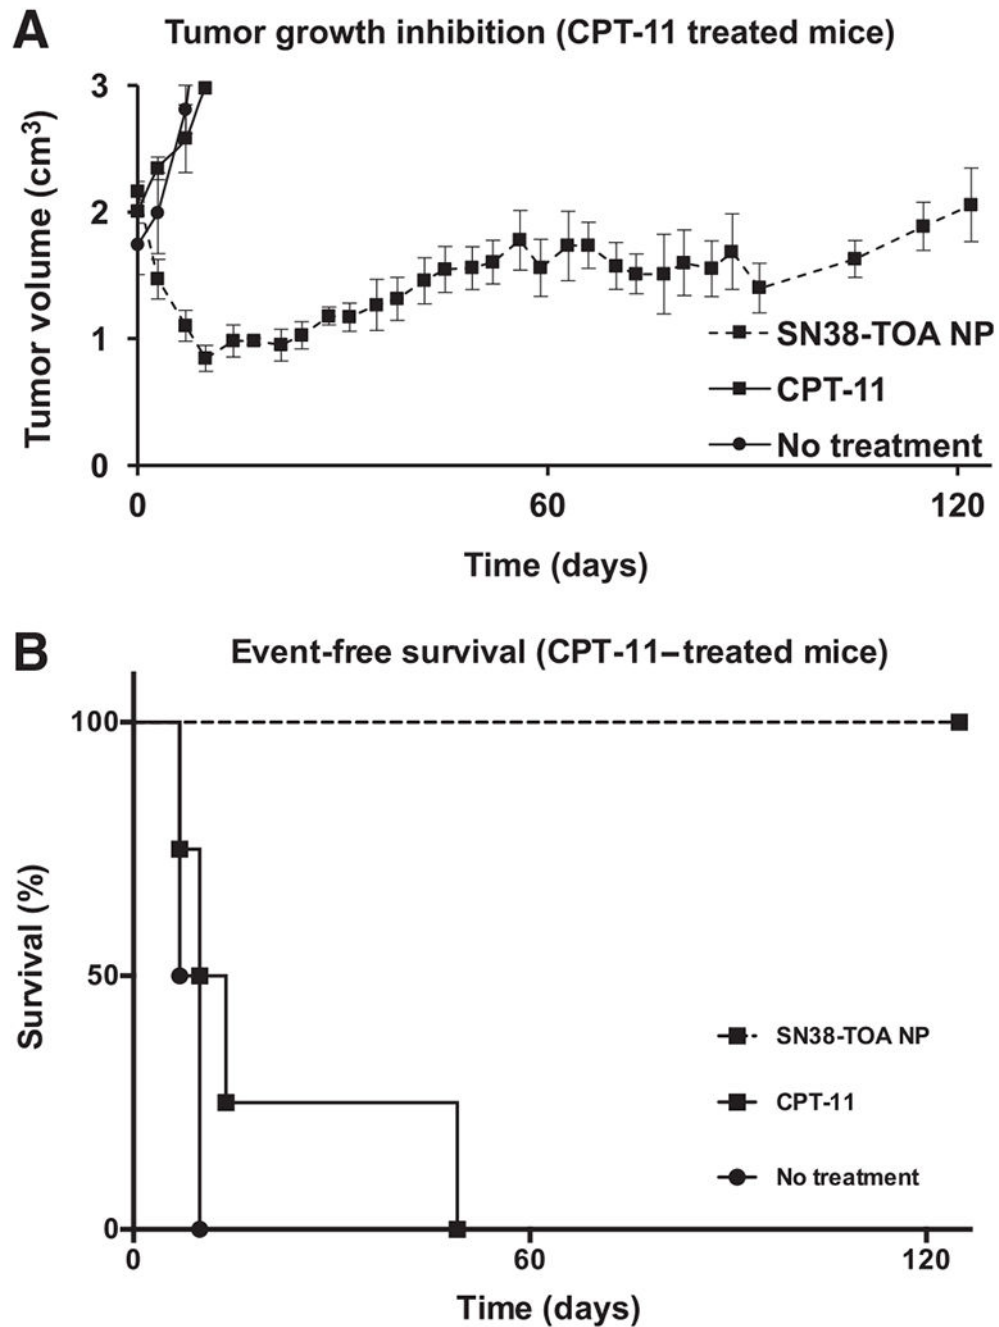 A
Tumor growth inhibition (CPT-11 treated mice)
Tumor volume (cm³)
3
2
1
0
0
60
120
SN38-TOA NP
CPT-11
No treatment
Time (days)
B
Event-free survival (CPT-11–treated mice)
Survival (%)
100
50
0
0
60
120
SN38-TOA NP
CPT-11
No treatment
Time (days)